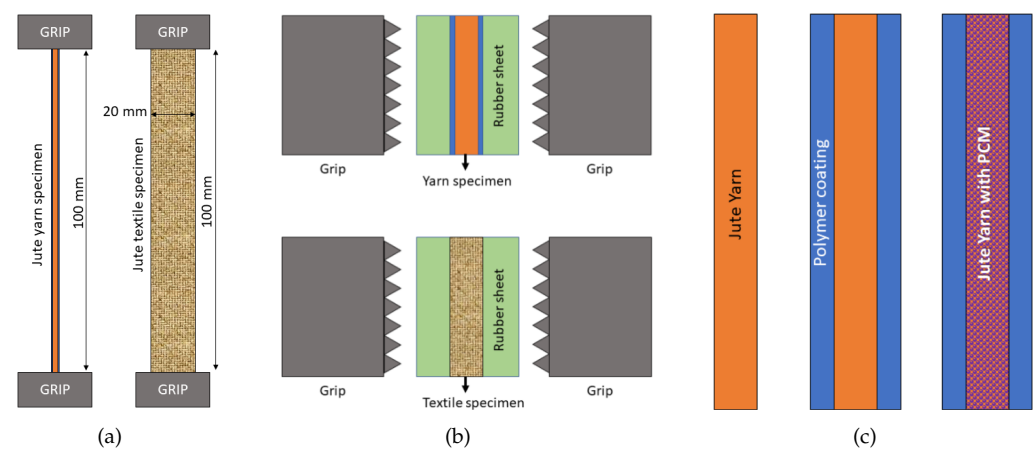 GRIP
GRIP
Jute yarn specimen
100 mm
20 mm
Jute textile specimen
100 mm
GRIP
GRIP
(a)
Rubber sheet
Grip
Grip
Yarn specimen
Rubber sheet
Grip
Grip
Textile specimen
(b)
Jute Yarn
Polymer coating
Jute Yarn with PCM
(c)